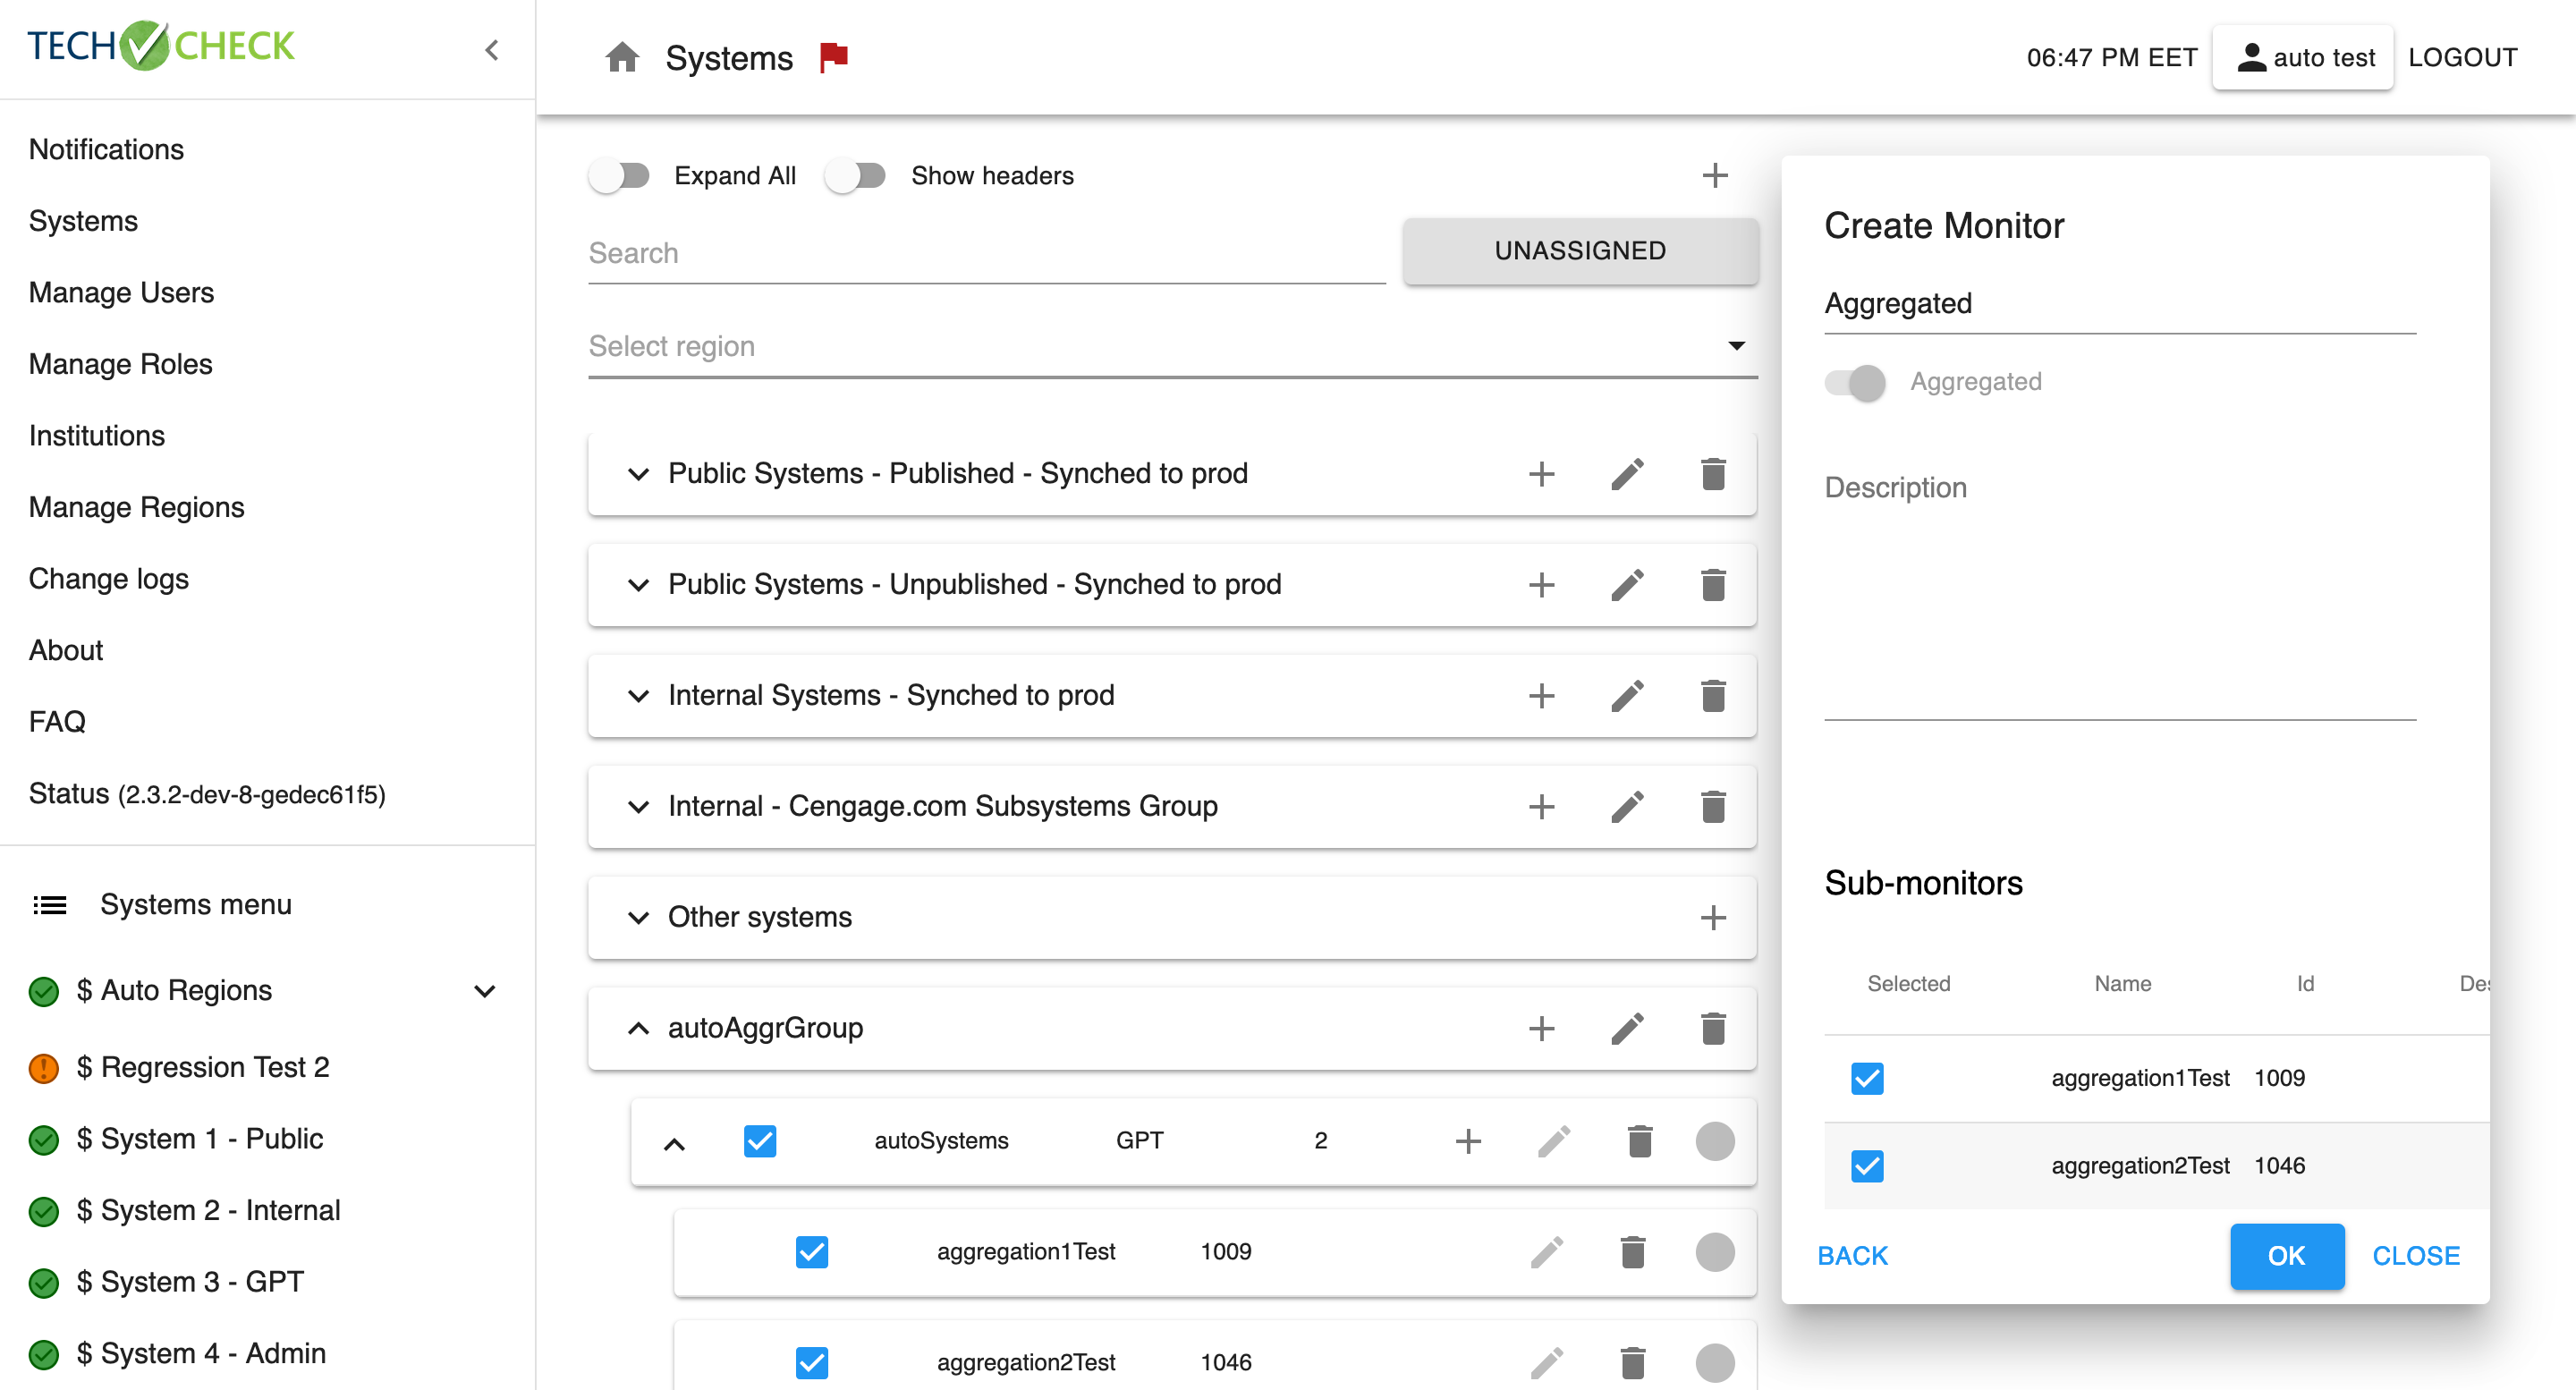 TECH CHECK
Notifications
Systems
Manage Users
Manage Roles
Institutions
Manage Regions
Change logs
About
FAQ
Status (2.3.2-dev-8-gedec61f5)
Systems menu
$ Auto Regions
$ Regression Test 2
$ System 1 - Public
$ System 2 - Internal
$ System 3 - GPT
$ System 4 - Admin
Systems
06:47 PM EET
auto test
LOGOUT
Expand All
Show headers
Search
UNASSIGNED
Select region
Public Systems - Published - Synched to prod
Public Systems - Unpublished - Synched to prod
Internal Systems - Synched to prod
Internal - Cengage.com Subsystems Group
Other systems
autoAggrGroup
autoSystems GPT 2
aggregation1Test 1009
aggregation2Test 1046
Create Monitor
Aggregated
Aggregated
Description
Sub-monitors
Selected Name Id Des
aggregation1Test 1009
aggregation2Test 1046
BACK OK CLOSE